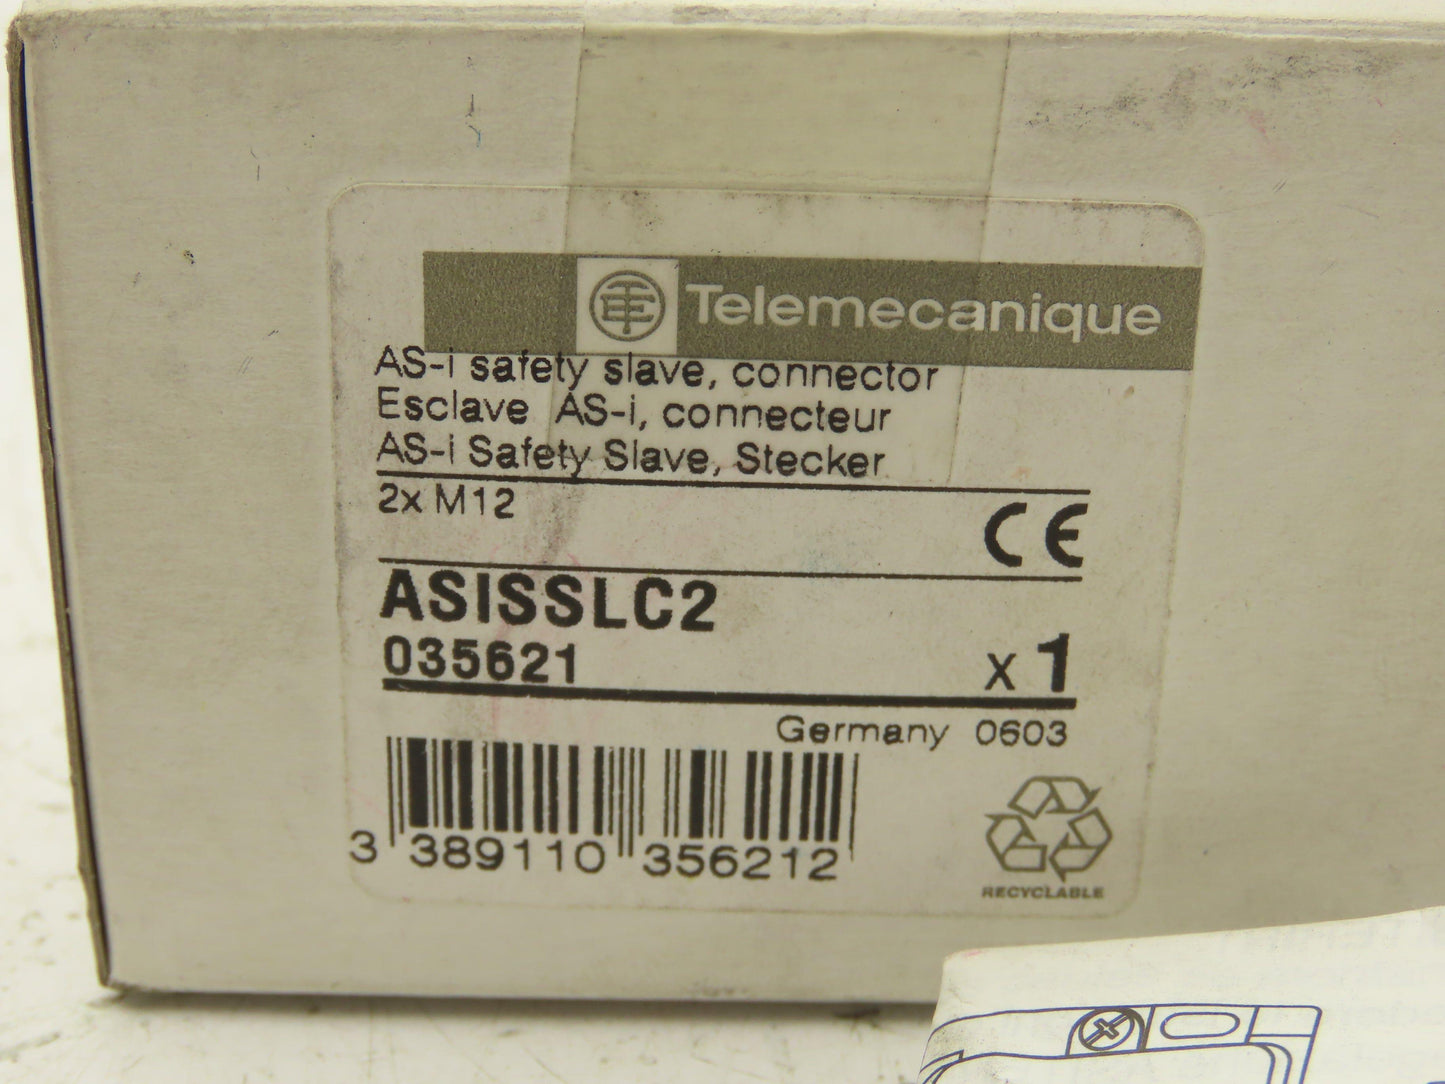 Telemecanique
AS-i safety slave, connector
Esclave AS-i, connecteur
AS-i Safety Slave, Stecker
2x M12
CE
ASISSLC2
035621
x 1
Germany 0603
3 389110 356212
RECYCLABLE